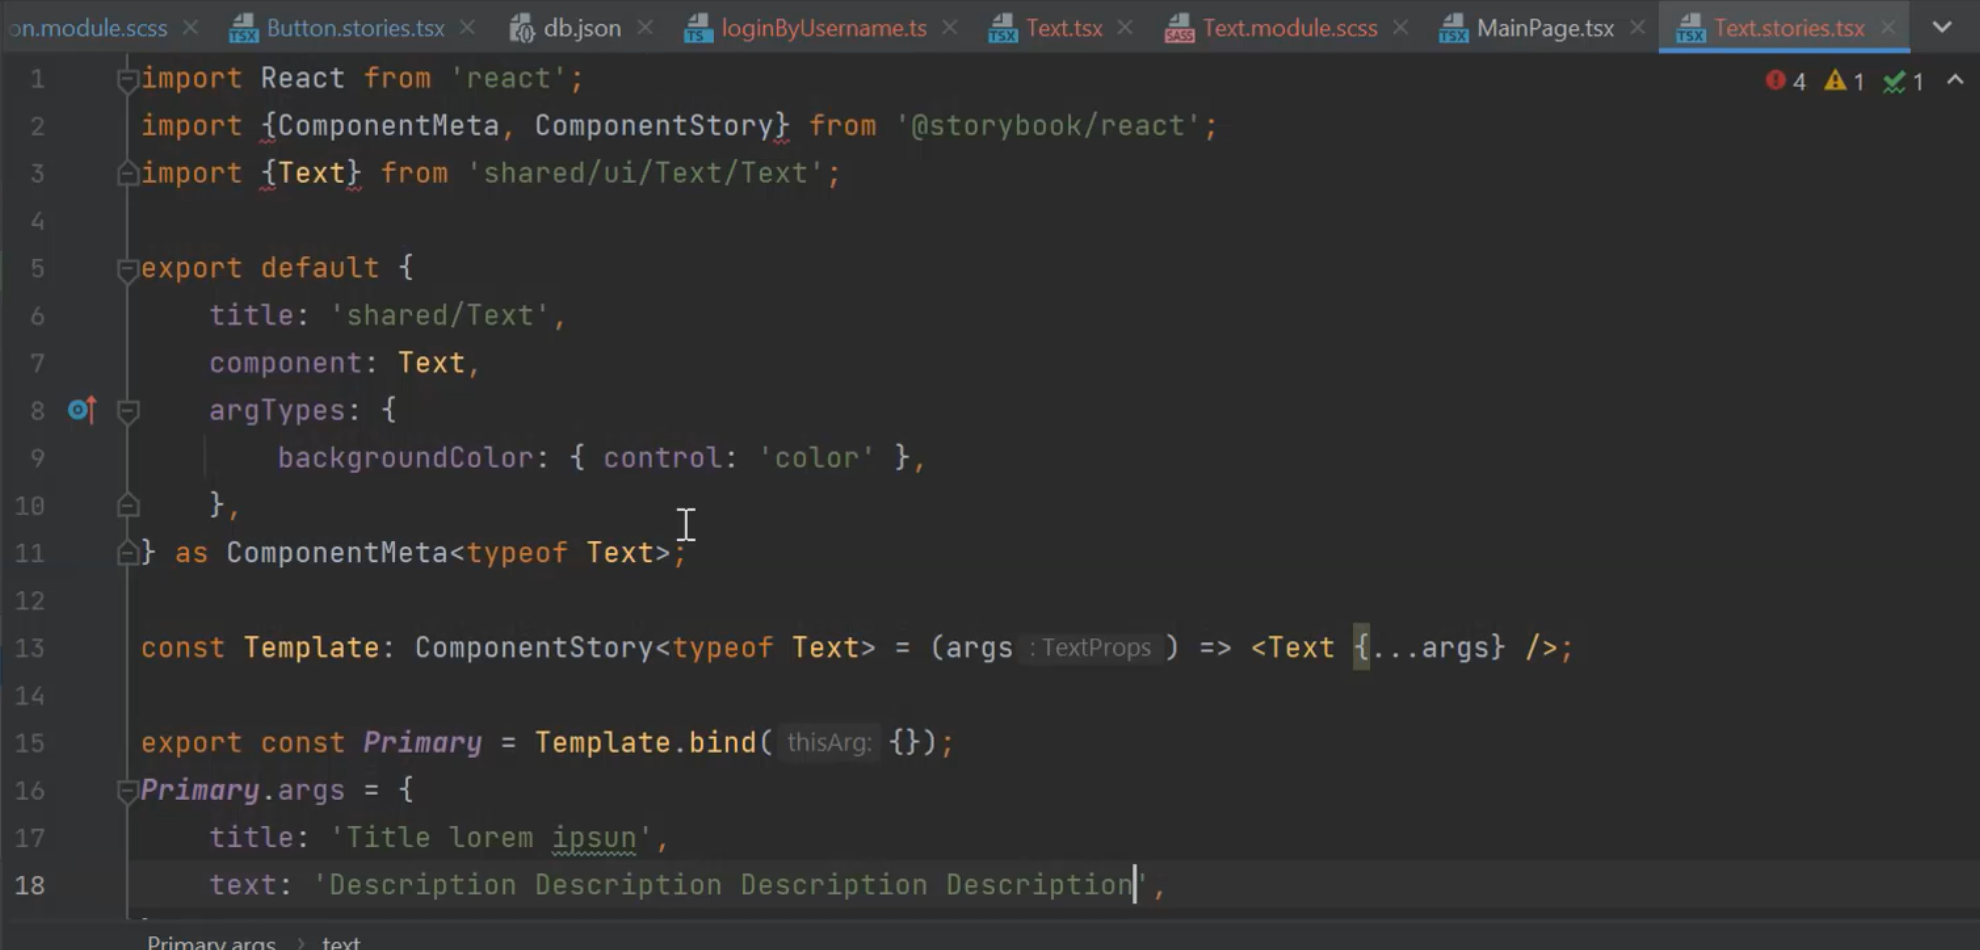 on.module.scss Button.stories.tsx db.json loginByUsername.ts Text.tsx Text.module.scss MainPage.tsx Text.stories.tsx
4 1 1
1 import React from 'react';
2 import {ComponentMeta, ComponentStory} from '@storybook/react';
3 import {Text} from 'shared/ui/Text/Text';
4
5 export default {
6 title: 'shared/Text',
7 component: Text,
8 argTypes: {
9 backgroundColor: { control: 'color' },
10 },
11 } as ComponentMeta<typeof Text>;
12
13 const Template: ComponentStory<typeof Text> = (args : TextProps ) => <Text {...args} />;
14
15 export const Primary = Template.bind( thisArg: {});
16 Primary.args = {
17 title: 'Title lorem ipsun',
18 text: 'Description Description Description Description',
Primary.args > text